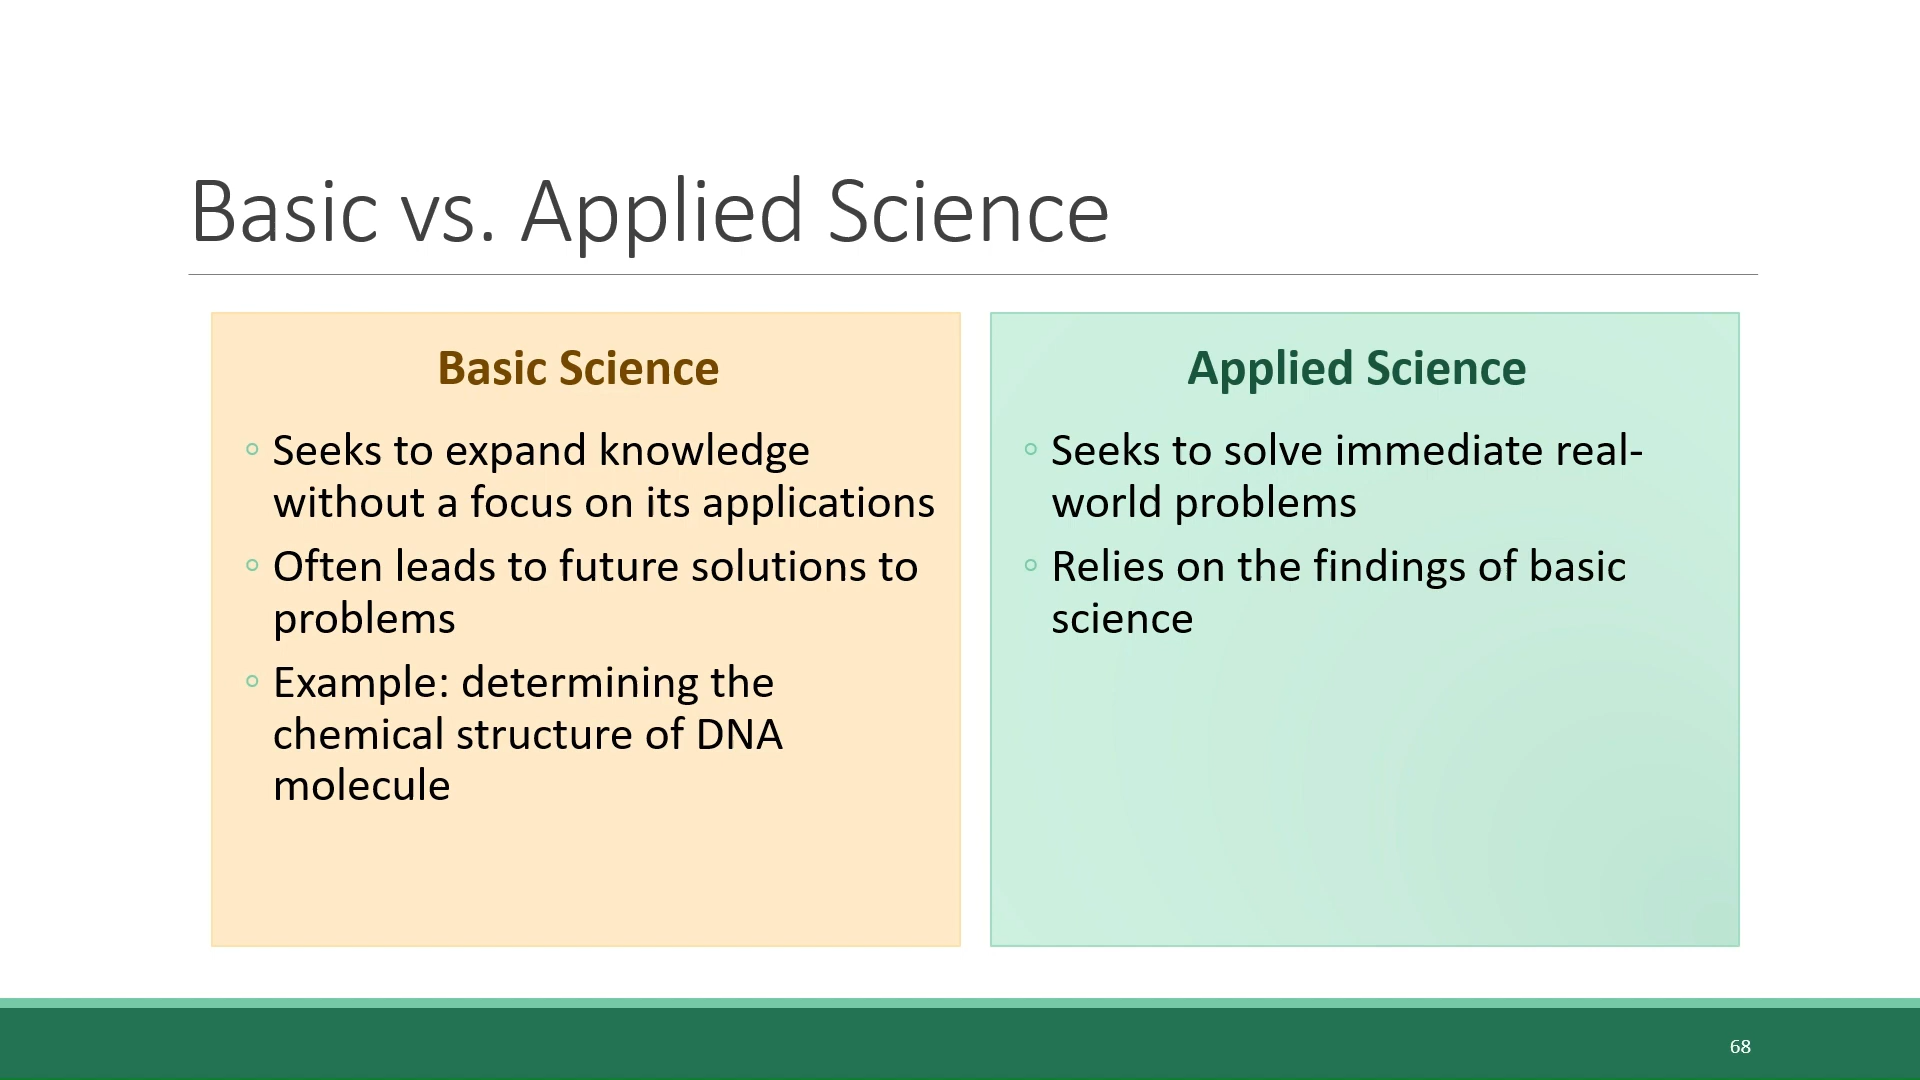 Basic vs. Applied Science
Basic Science
◦ Seeks to expand knowledge
without a focus on its applications
◦ Often leads to future solutions to
problems
◦ Example: determining the
chemical structure of DNA
molecule
Applied Science
◦ Seeks to solve immediate real-
world problems
◦ Relies on the findings of basic
science
68